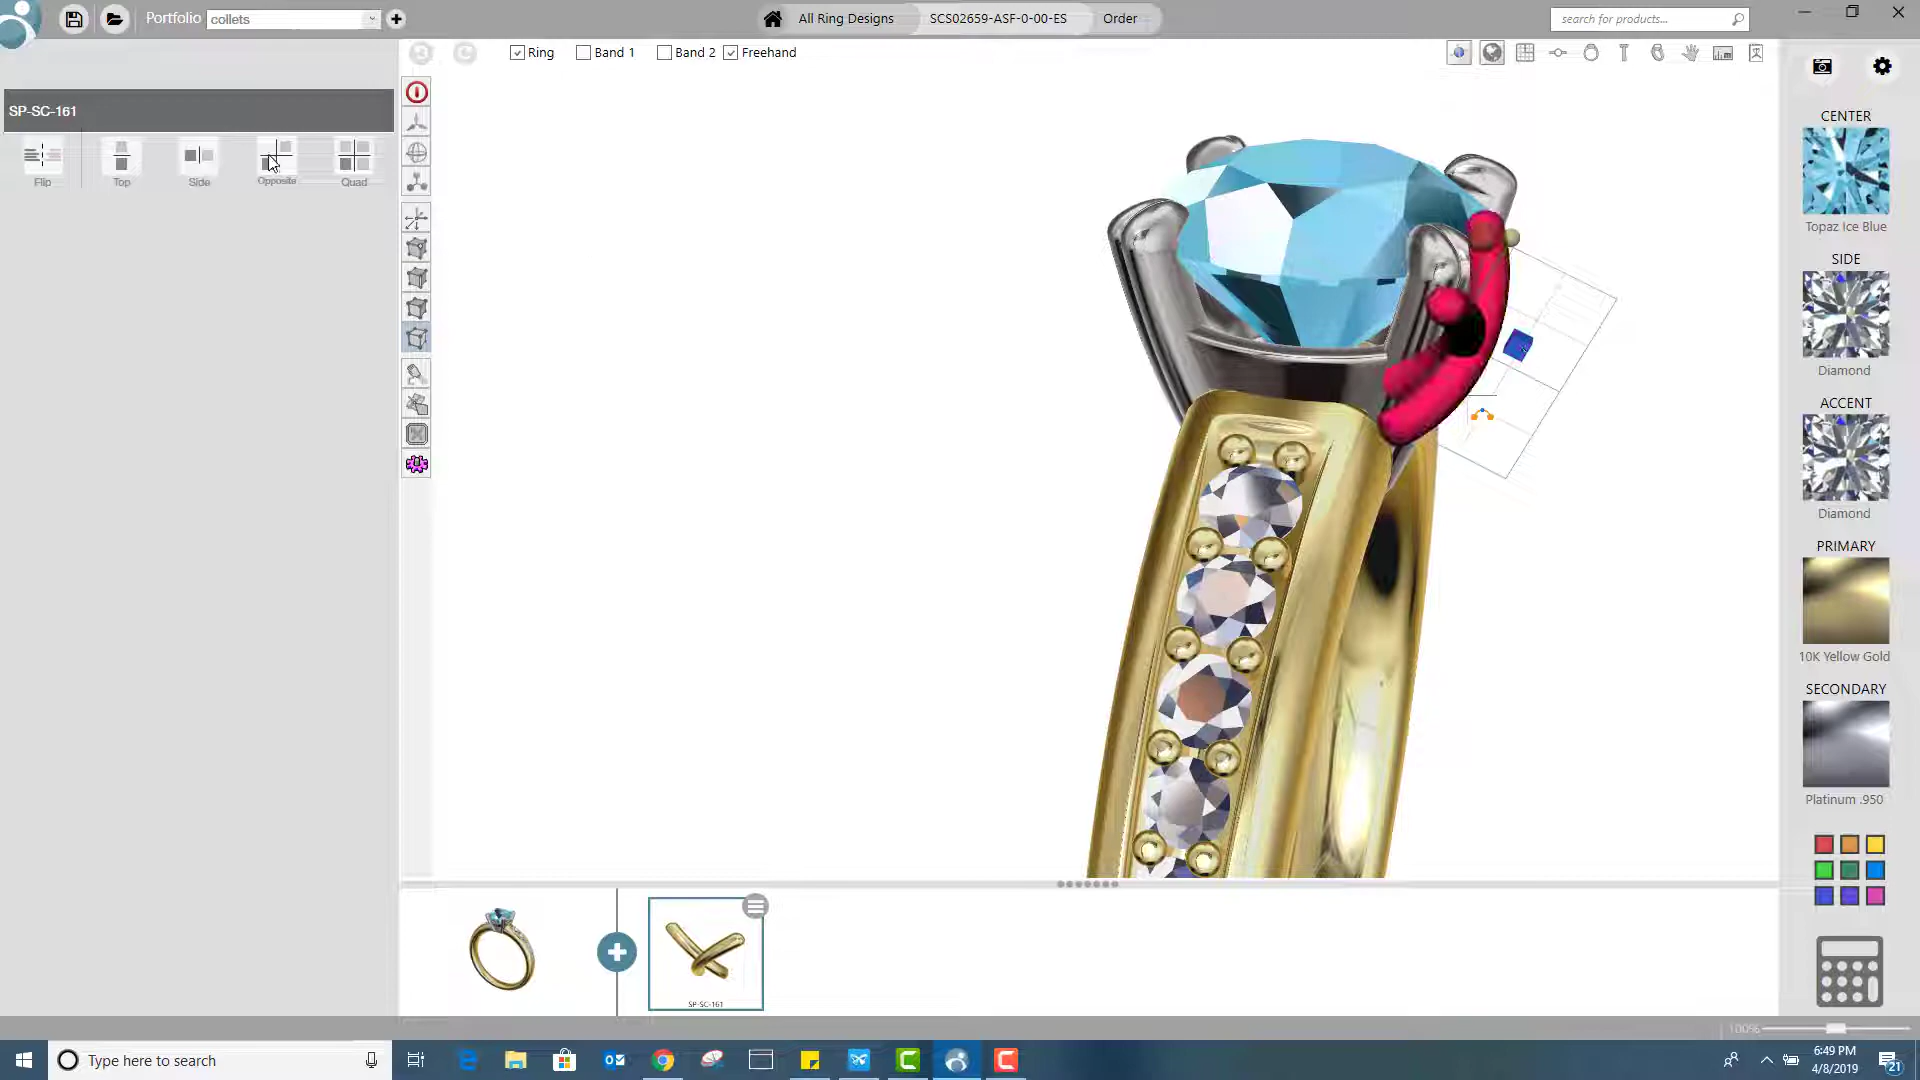 Portfolio collets
All Ring Designs SCS02659-ASF-0-00-ES Order
search for products...
Ring Band 1 Band 2 Freehand
SP-SC-161
Flip Top Side Opposite Quad
CENTER
Topaz Ice Blue
SIDE
Diamond
ACCENT
Diamond
PRIMARY
10K Yellow Gold
SECONDARY
Platinum .950
SP-SC-161
100%
Type here to search
6:49 PM
4/8/2019
21